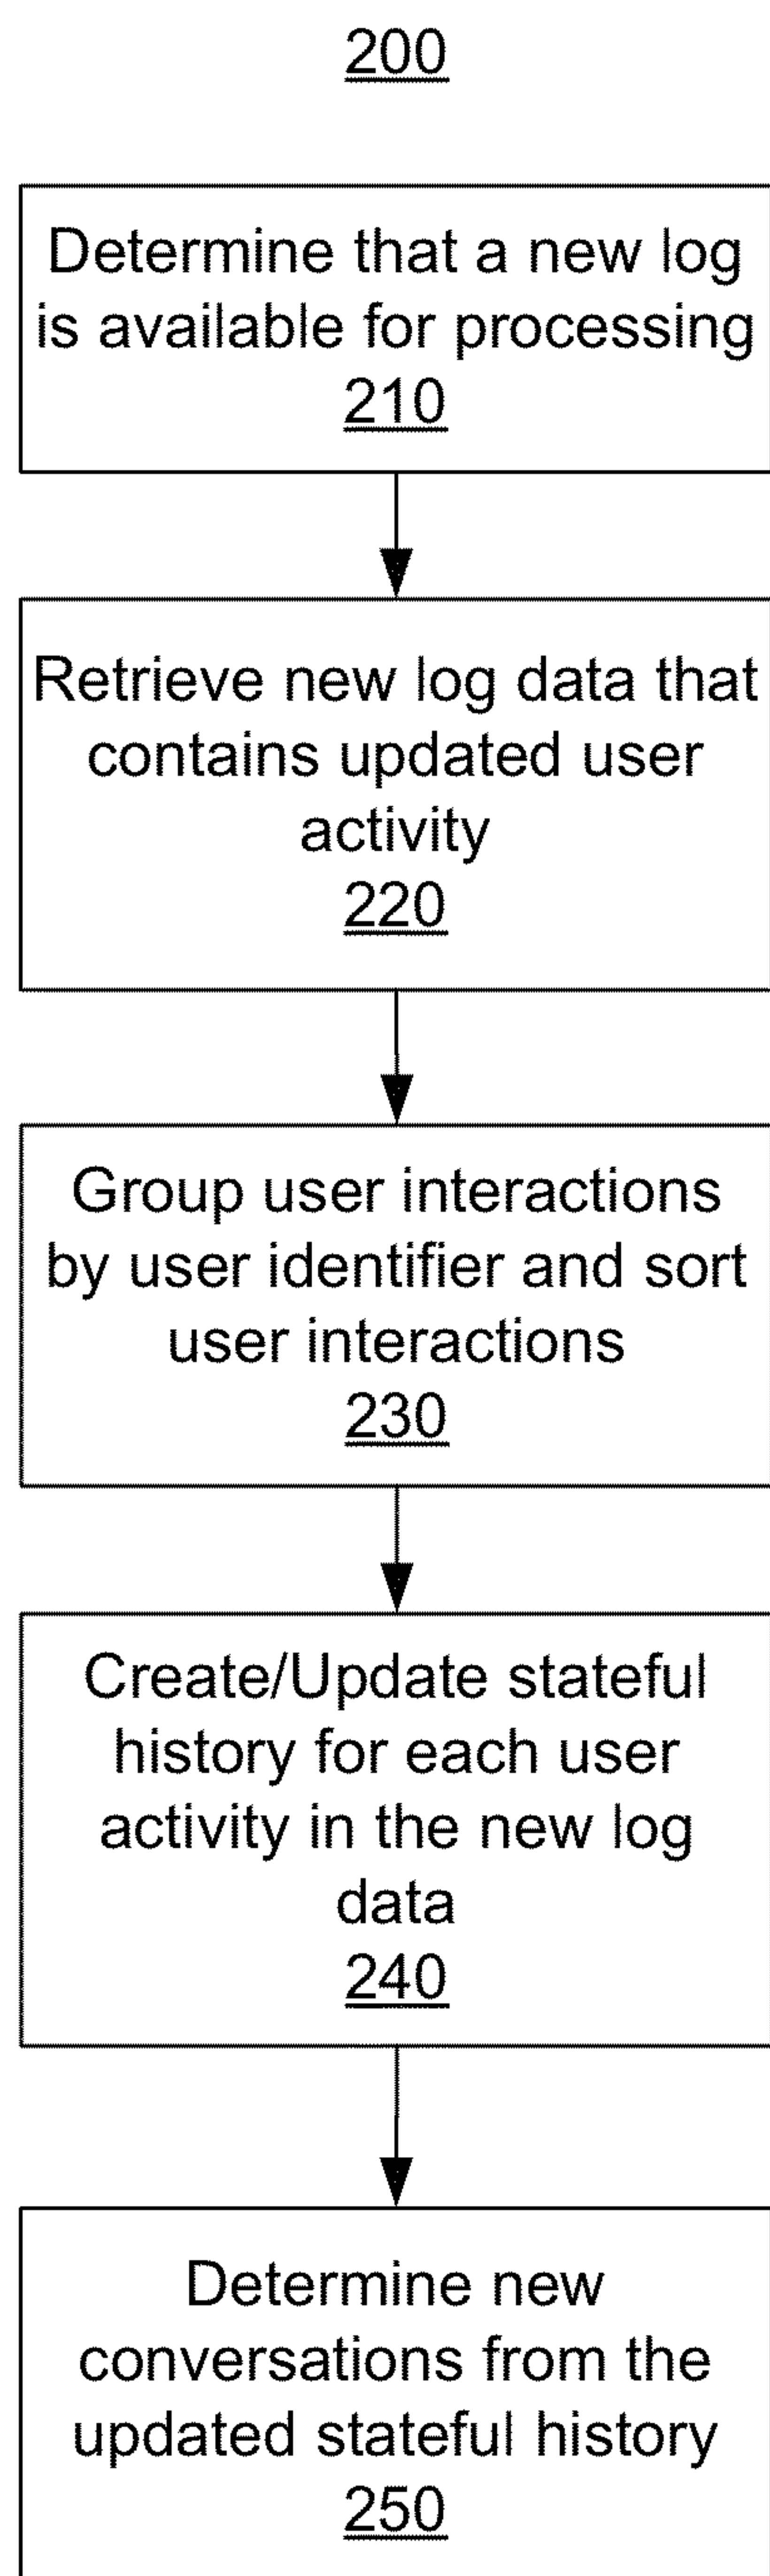 200
Determine that a new log
is available for processing
210
Retrieve new log data that
contains updated user
activity
220
Group user interactions
by user identifier and sort
user interactions
230
Create/Update stateful
history for each user
activity in the new log
data
240
Determine new
conversations from the
updated stateful history
250